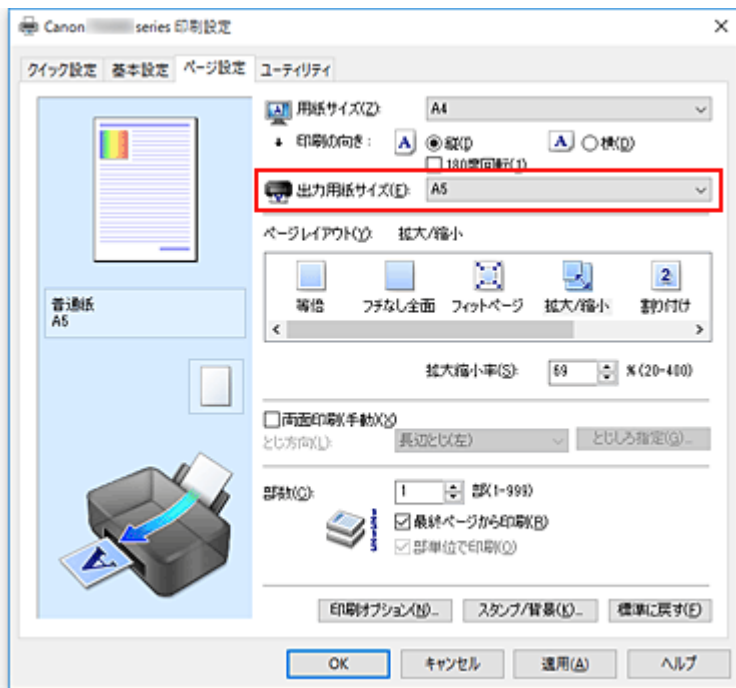 Canon series 印刷設定
クイック設定 基本設定 ページ設定 ユーティリティ
用紙サイズ(Z): A4
印刷の向き: A 縦(I) A 横(D)
180度回転(1)
出力用紙サイズ(E): A5
ページレイアウト(Y): 拡大/縮小
等倍 フチなし全面 フィットページ 拡大/縮小 割り付け
普通紙
A5
拡大縮小率(S): 69 % (20-400)
両面印刷(手動)(X)
とじ方向(L): 長辺とじ(左) とじしろ指定(G)...
部数(C): 1 部(1-999)
最終ページから印刷(R)
部単位で印刷(O)
印刷オプション(N)... スタンプ/背景(K)... 標準に戻す(F)
OK キャンセル 適用(A) ヘルプ